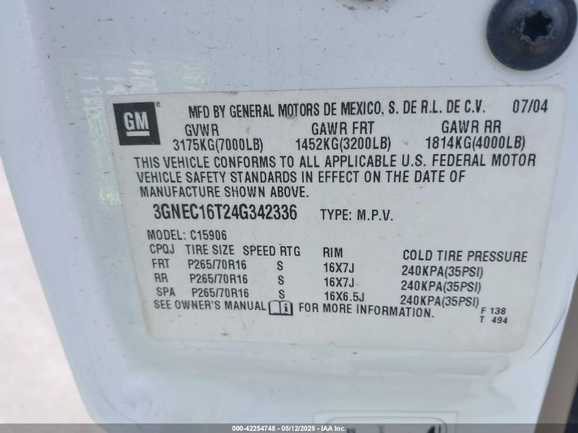 GM
MFD BY GENERAL MOTORS DE MEXICO, S. DE R.L. DE C.V. 07/04
GVWR GAWR FRT GAWR RR
3175KG(7000LB) 1452KG(3200LB) 1814KG(4000LB)
THIS VEHICLE CONFORMS TO ALL APPLICABLE U.S. FEDERAL MOTOR
VEHICLE SAFETY STANDARDS IN EFFECT ON THE DATE OF
MANUFACTURE SHOWN ABOVE.
3GNEC16T24G342336 TYPE: M.P.V.
MODEL: C15906
CPQJ TIRE SIZE SPEED RTG RIM COLD TIRE PRESSURE
FRT P265/70R16 S 16X7J 240KPA(35PSI)
RR P265/70R16 S 16X7J 240KPA(35PSI)
SPA P265/70R16 S 16X6.5J 240KPA(35PSI)
SEE OWNER'S MANUAL FOR MORE INFORMATION. F 138
T 494
000-42254748 - 05/12/2025 - IAA Inc.